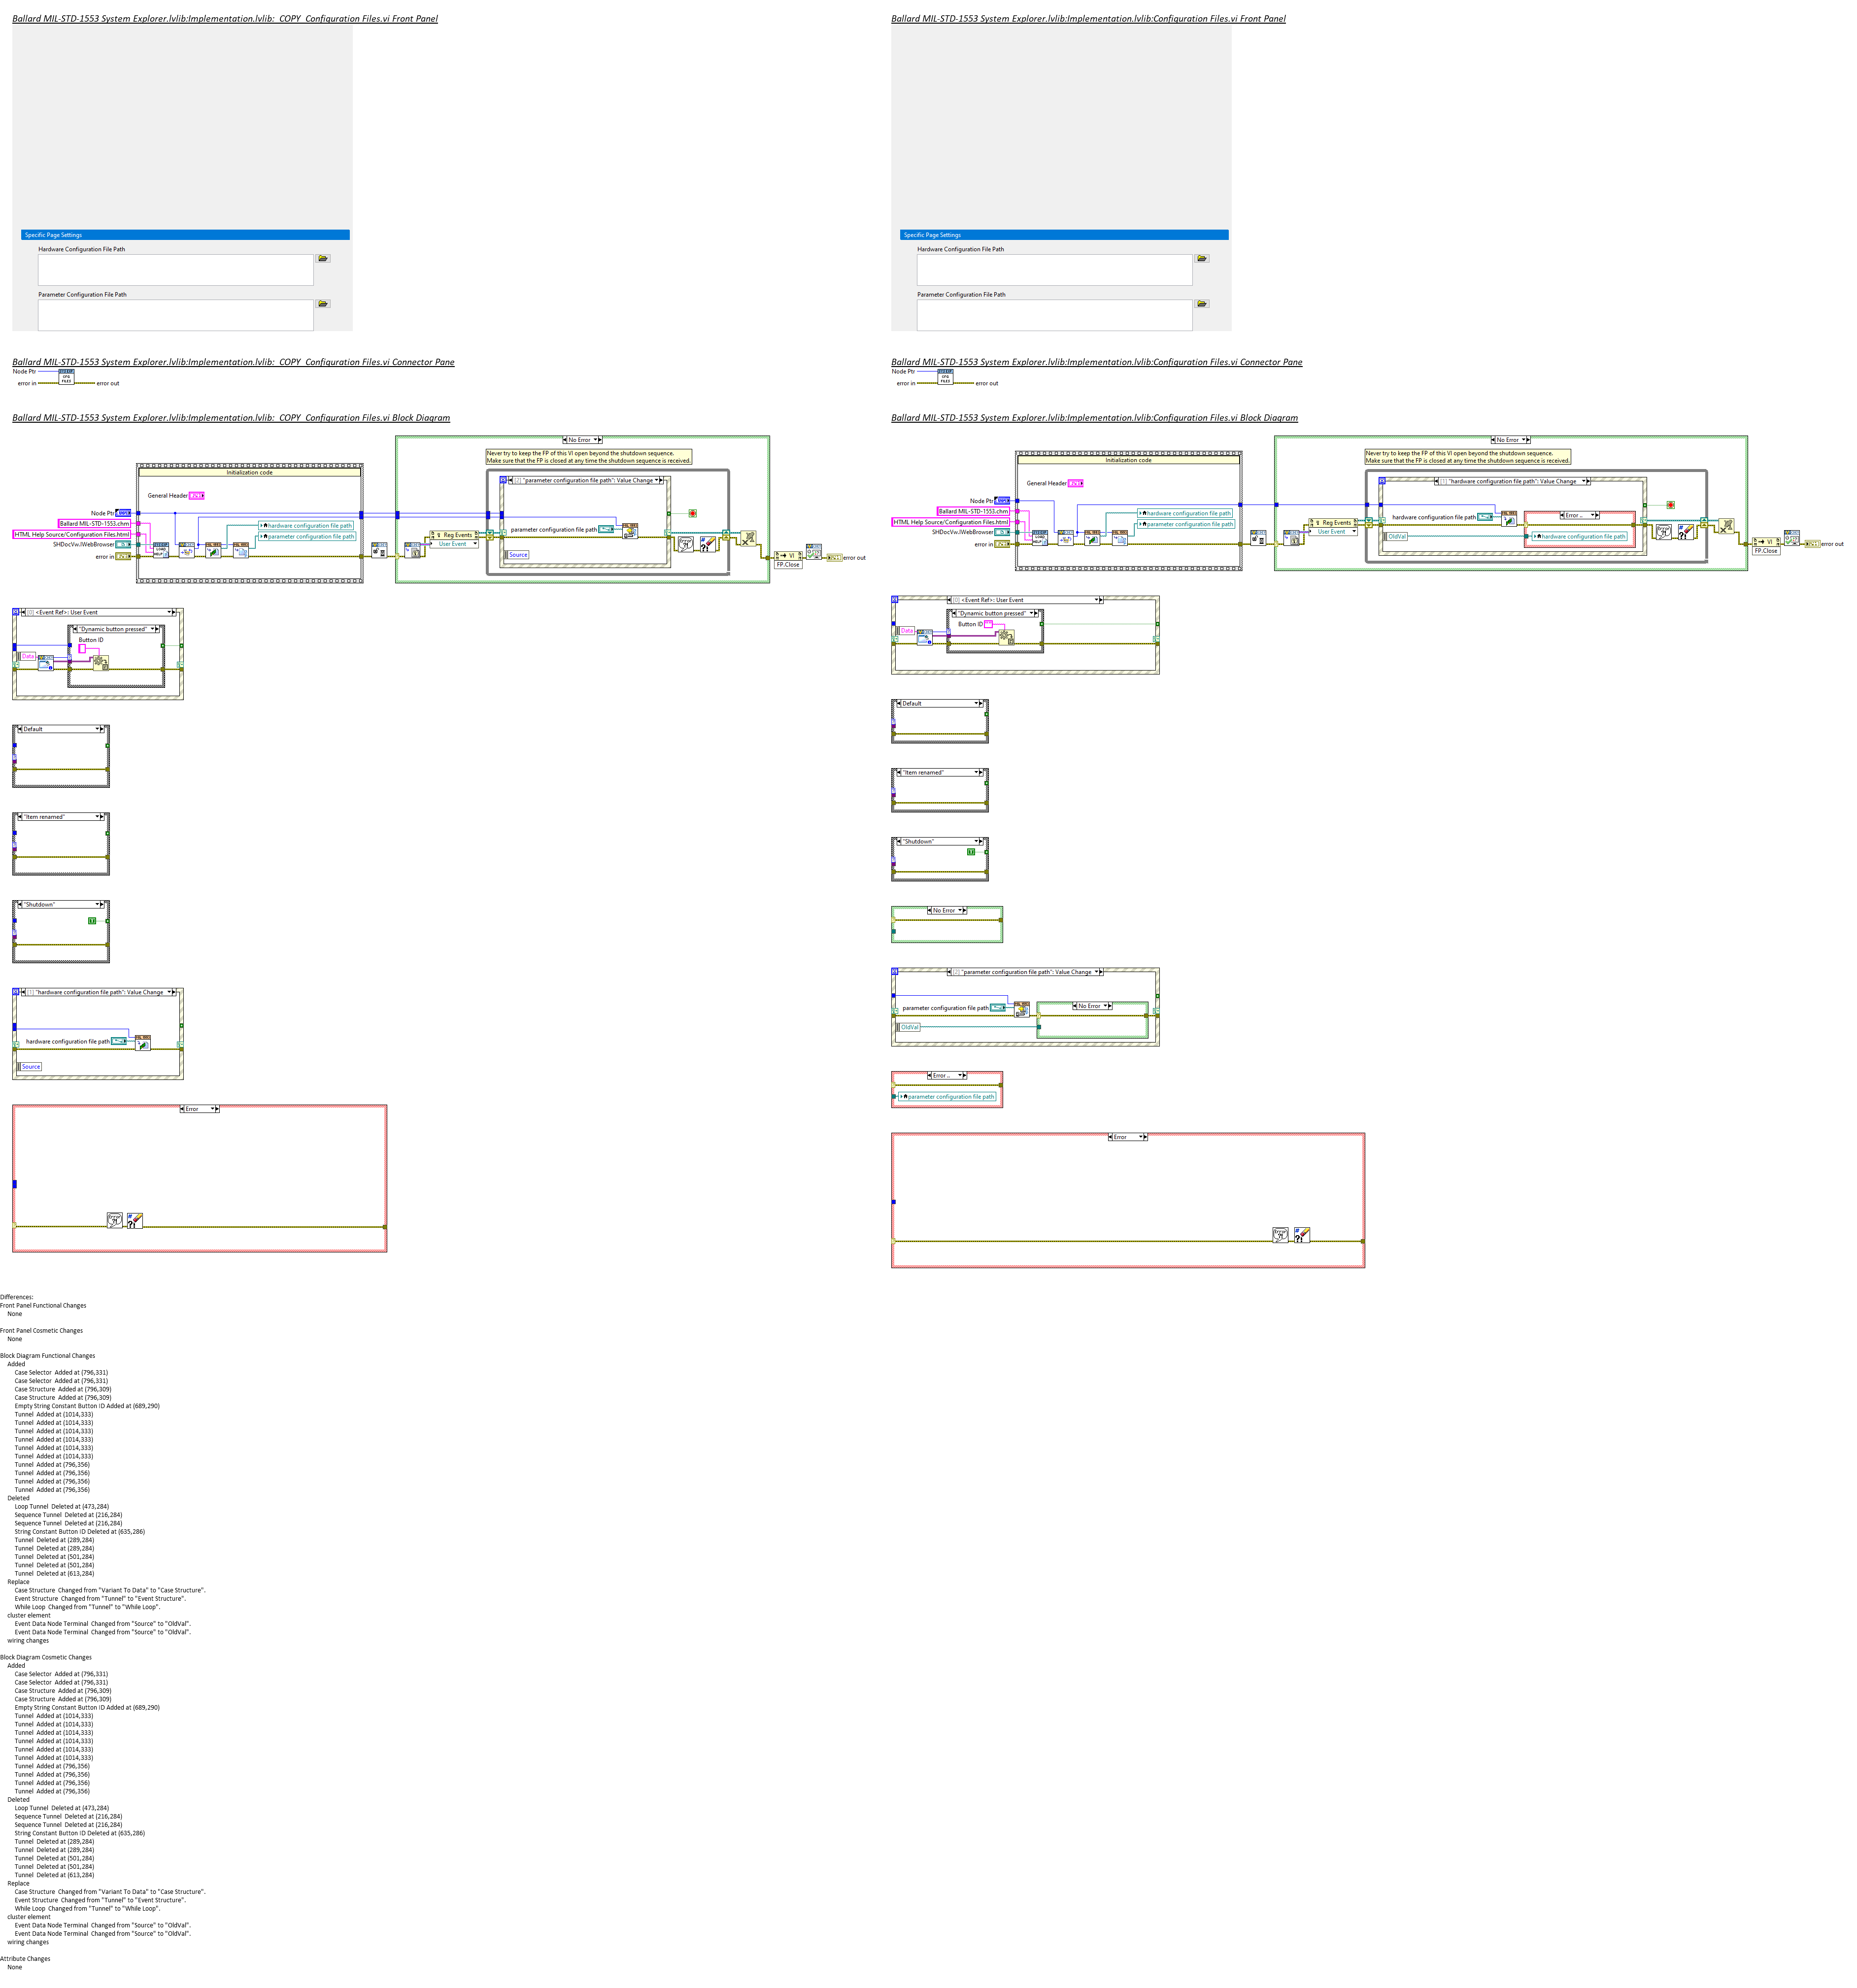 Ballard MIL-STD-1553 System Explorer.lvlib:Implementation.lvlib:_COPY_Configuration Files.vi Front Panel
Specific Page Settings
Hardware Configuration File Path
Parameter Configuration File Path
Ballard MIL-STD-1553 System Explorer.lvlib:Implementation.lvlib:_COPY_Configuration Files.vi Connector Pane
Node Ptr
CFG
FILES
error in
error out
Ballard MIL-STD-1553 System Explorer.lvlib:Implementation.lvlib:_COPY_Configuration Files.vi Block Diagram
No Error
Never try to keep the FP of this VI open beyond the shutdown sequence.
Make sure that the FP is closed at any time the shutdown sequence is received.
Initialization code
[2] "parameter configuration file path": Value Change
General Header
Node Ptr
Ballard MIL-STD-1553.chm
HTML Help Source/Configuration Files.html
SHDocVw.IWebBrowser
error in
hardware configuration file path
parameter configuration file path
Reg Events
User Event
parameter configuration file path
Source
VI
FP.Close
error out
[0] <Event Ref>: User Event
"Dynamic button pressed"
Button ID
Data
Default
"Item renamed"
"Shutdown"
[1] "hardware configuration file path": Value Change
hardware configuration file path
Source
Error
Ballard MIL-STD-1553 System Explorer.lvlib:Implementation.lvlib:Configuration Files.vi Front Panel
Specific Page Settings
Hardware Configuration File Path
Parameter Configuration File Path
Ballard MIL-STD-1553 System Explorer.lvlib:Implementation.lvlib:Configuration Files.vi Connector Pane
Node Ptr
CFG
FILES
error in
error out
Ballard MIL-STD-1553 System Explorer.lvlib:Implementation.lvlib:Configuration Files.vi Block Diagram
No Error
Never try to keep the FP of this VI open beyond the shutdown sequence.
Make sure that the FP is closed at any time the shutdown sequence is received.
Initialization code
[1] "hardware configuration file path": Value Change
General Header
Node Ptr
Ballard MIL-STD-1553.chm
HTML Help Source/Configuration Files.html
SHDocVw.IWebBrowser
error in
hardware configuration file path
parameter configuration file path
Reg Events
User Event
hardware configuration file path
Error ..
OldVal
hardware configuration file path
VI
FP.Close
error out
[0] <Event Ref>: User Event
"Dynamic button pressed"
Button ID
Data
Default
"Item renamed"
"Shutdown"
No Error
[2] "parameter configuration file path": Value Change
parameter configuration file path
No Error
OldVal
Error ..
parameter configuration file path
Error
Differences:
Front Panel Functional Changes
None
Front Panel Cosmetic Changes
None
Block Diagram Functional Changes
Added
Case Selector Added at (796,331)
Case Selector Added at (796,331)
Case Structure Added at (796,309)
Case Structure Added at (796,309)
Empty String Constant Button ID Added at (689,290)
Tunnel Added at (1014,333)
Tunnel Added at (1014,333)
Tunnel Added at (1014,333)
Tunnel Added at (1014,333)
Tunnel Added at (1014,333)
Tunnel Added at (1014,333)
Tunnel Added at (796,356)
Tunnel Added at (796,356)
Tunnel Added at (796,356)
Tunnel Added at (796,356)
Deleted
Loop Tunnel Deleted at (473,284)
Sequence Tunnel Deleted at (216,284)
Sequence Tunnel Deleted at (216,284)
String Constant Button ID Deleted at (635,286)
Tunnel Deleted at (289,284)
Tunnel Deleted at (289,284)
Tunnel Deleted at (501,284)
Tunnel Deleted at (501,284)
Tunnel Deleted at (613,284)
Replace
Case Structure Changed from "Variant To Data" to "Case Structure".
Event Structure Changed from "Tunnel" to "Event Structure".
While Loop Changed from "Tunnel" to "While Loop".
cluster element
Event Data Node Terminal Changed from "Source" to "OldVal".
Event Data Node Terminal Changed from "Source" to "OldVal".
wiring changes
Block Diagram Cosmetic Changes
Added
Case Selector Added at (796,331)
Case Selector Added at (796,331)
Case Structure Added at (796,309)
Case Structure Added at (796,309)
Empty String Constant Button ID Added at (689,290)
Tunnel Added at (1014,333)
Tunnel Added at (1014,333)
Tunnel Added at (1014,333)
Tunnel Added at (1014,333)
Tunnel Added at (1014,333)
Tunnel Added at (1014,333)
Tunnel Added at (796,356)
Tunnel Added at (796,356)
Tunnel Added at (796,356)
Tunnel Added at (796,356)
Deleted
Loop Tunnel Deleted at (473,284)
Sequence Tunnel Deleted at (216,284)
Sequence Tunnel Deleted at (216,284)
String Constant Button ID Deleted at (635,286)
Tunnel Deleted at (289,284)
Tunnel Deleted at (289,284)
Tunnel Deleted at (501,284)
Tunnel Deleted at (501,284)
Tunnel Deleted at (613,284)
Replace
Case Structure Changed from "Variant To Data" to "Case Structure".
Event Structure Changed from "Tunnel" to "Event Structure".
While Loop Changed from "Tunnel" to "While Loop".
cluster element
Event Data Node Terminal Changed from "Source" to "OldVal".
Event Data Node Terminal Changed from "Source" to "OldVal".
wiring changes
Attribute Changes
None